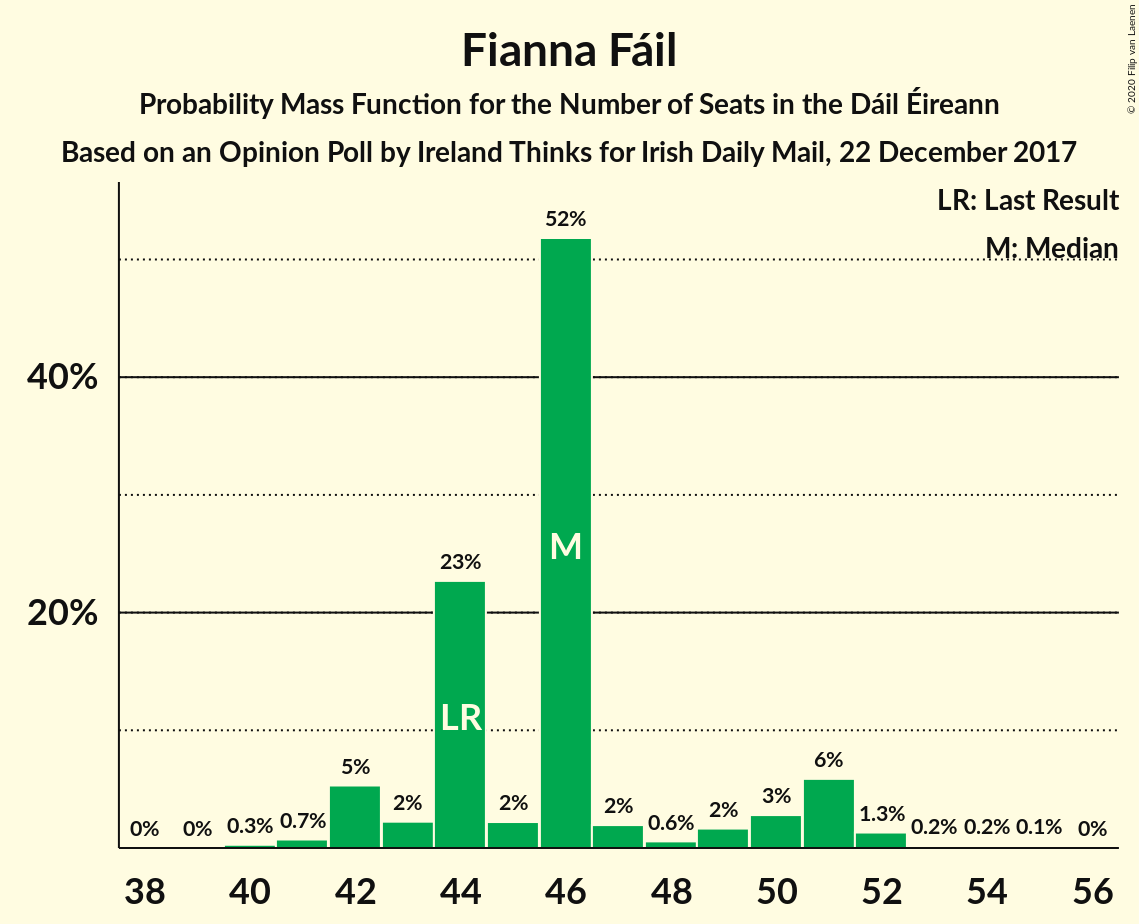 Fianna Fáil
Probability Mass Function for the Number of Seats in the Dáil Éireann
Based on an Opinion Poll by Ireland Thinks for Irish Daily Mail, 22 December 2017
© 2020 Filip van Laenen
LR: Last Result
M: Median
40%
20%
0%
0%
0.3%
0.7%
5%
2%
23%
2%
52%
2%
0.6%
2%
3%
6%
1.3%
0.2%
0.2%
0.1%
0%
LR
M
38 40 42 44 46 48 50 52 54 56